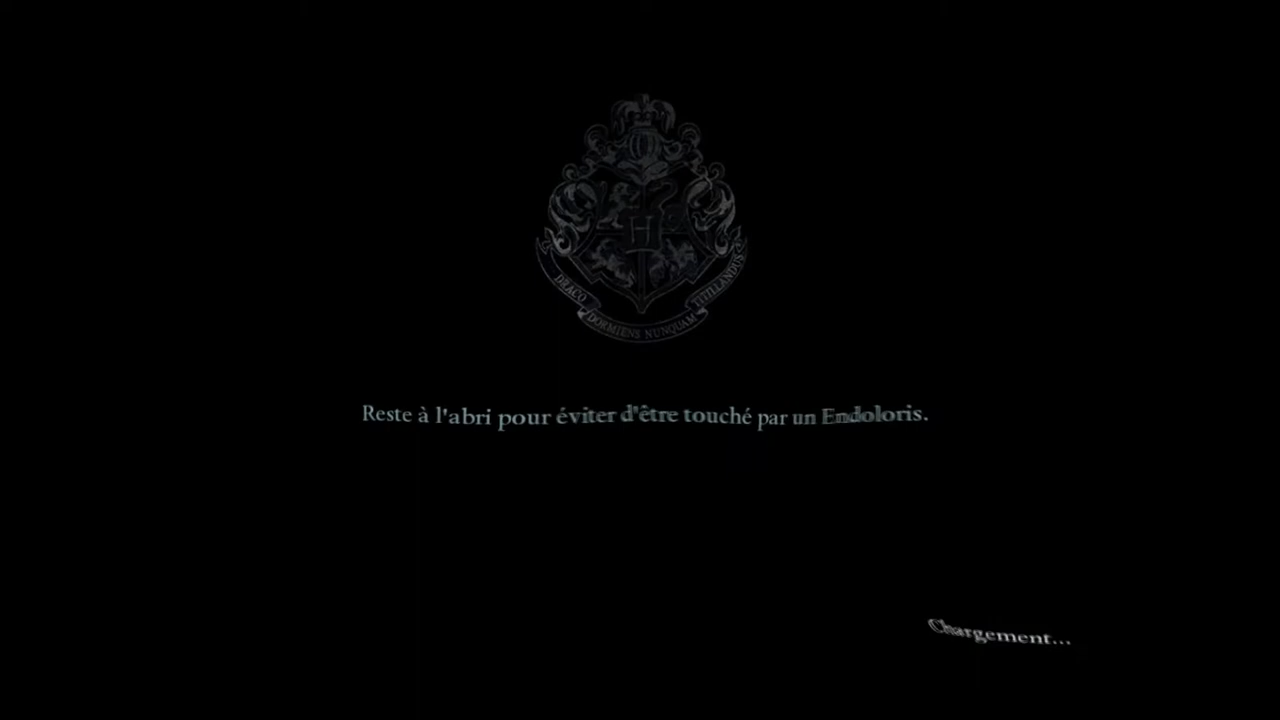 H
DRACO DORMIENS NUNQUAM TITILLANDUS
Reste à l'abri pour éviter d'être touché par un Endoloris.
Chargement...